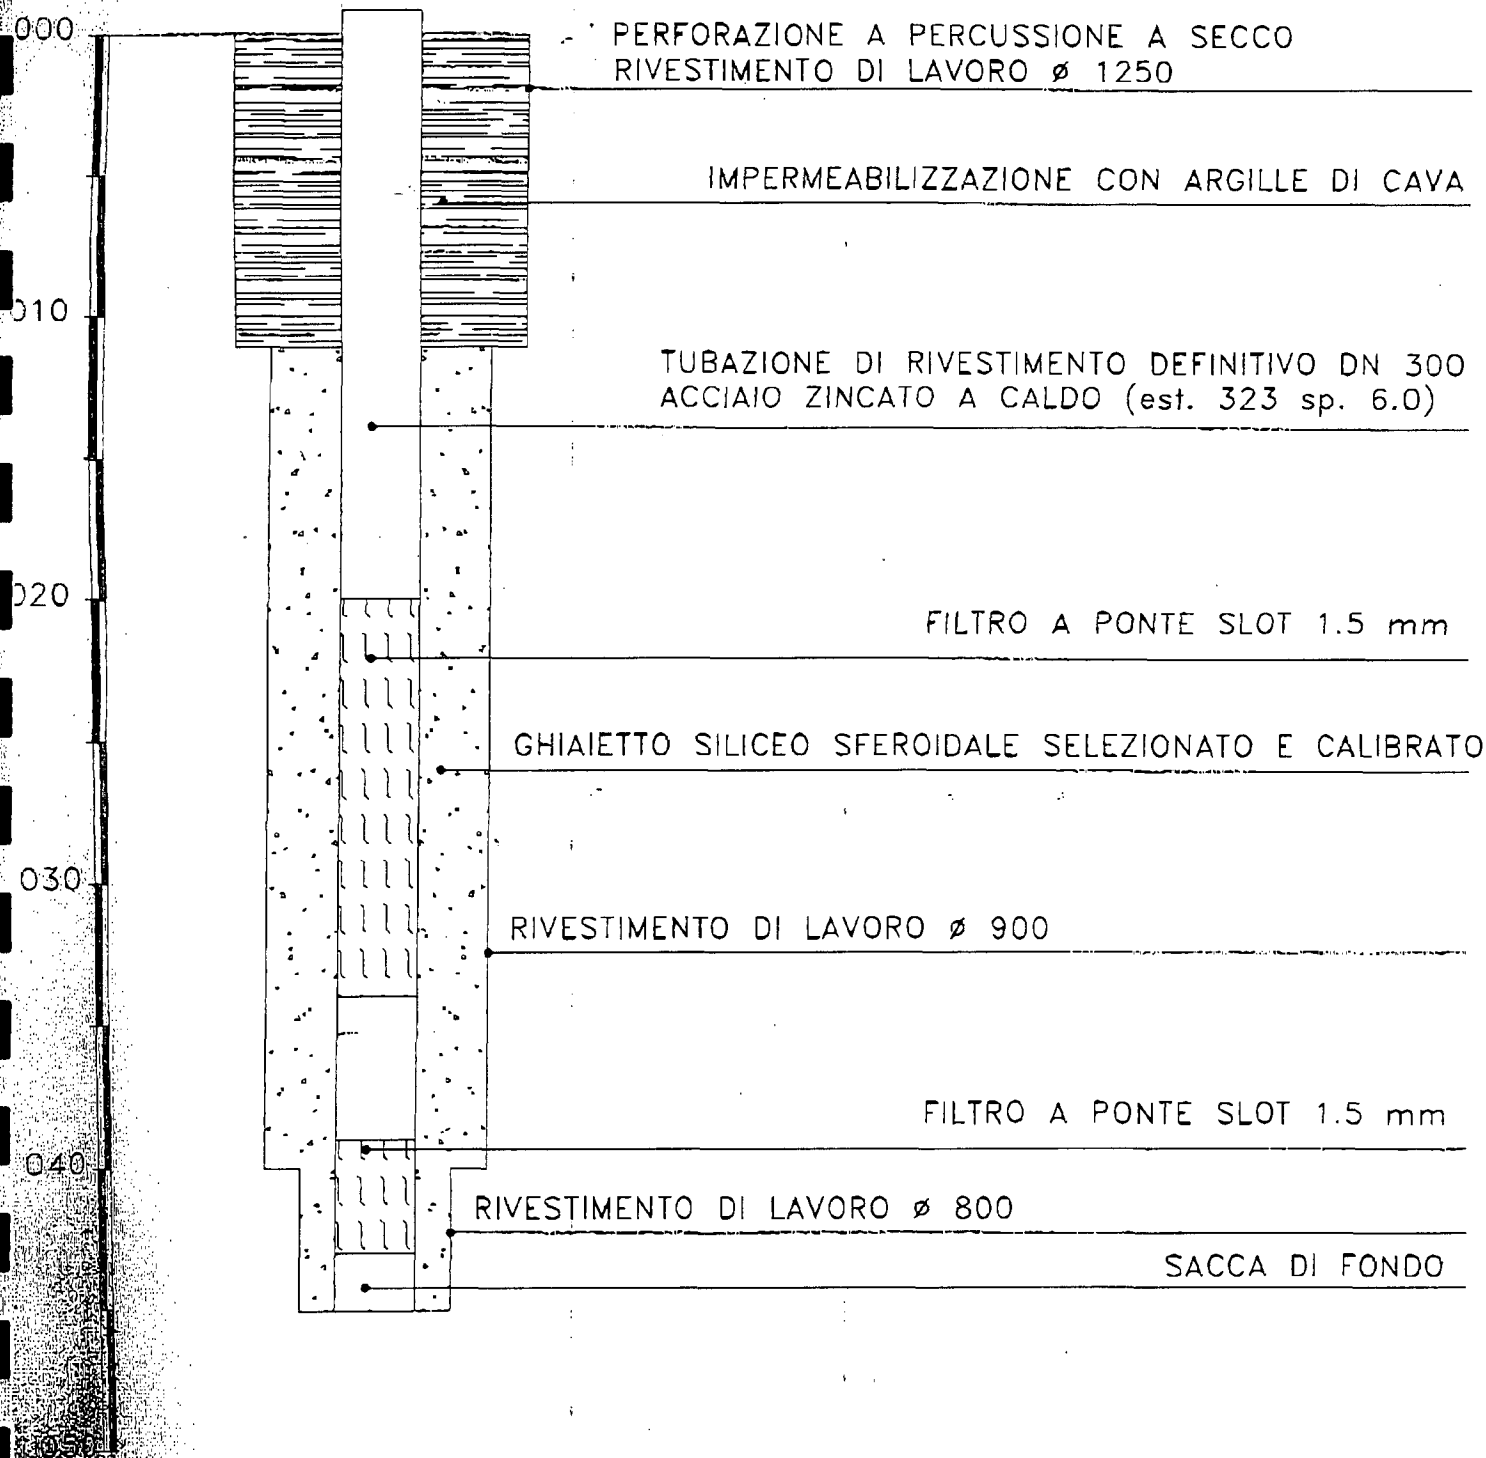 000
PERFORAZIONE A PERCUSSIONE A SECCO
RIVESTIMENTO DI LAVORO ø 1250
IMPERMEABILIZZAZIONE CON ARGILLE DI CAVA
010
TUBAZIONE DI RIVESTIMENTO DEFINITIVO DN 300
ACCIAIO ZINCATO A CALDO (est. 323 sp. 6.0)
020
FILTRO A PONTE SLOT 1.5 mm
GHIAIETTO SILICEO SFEROIDALE SELEZIONATO E CALIBRATO
030
RIVESTIMENTO DI LAVORO ø 900
FILTRO A PONTE SLOT 1.5 mm
040
RIVESTIMENTO DI LAVORO ø 800
SACCA DI FONDO
050